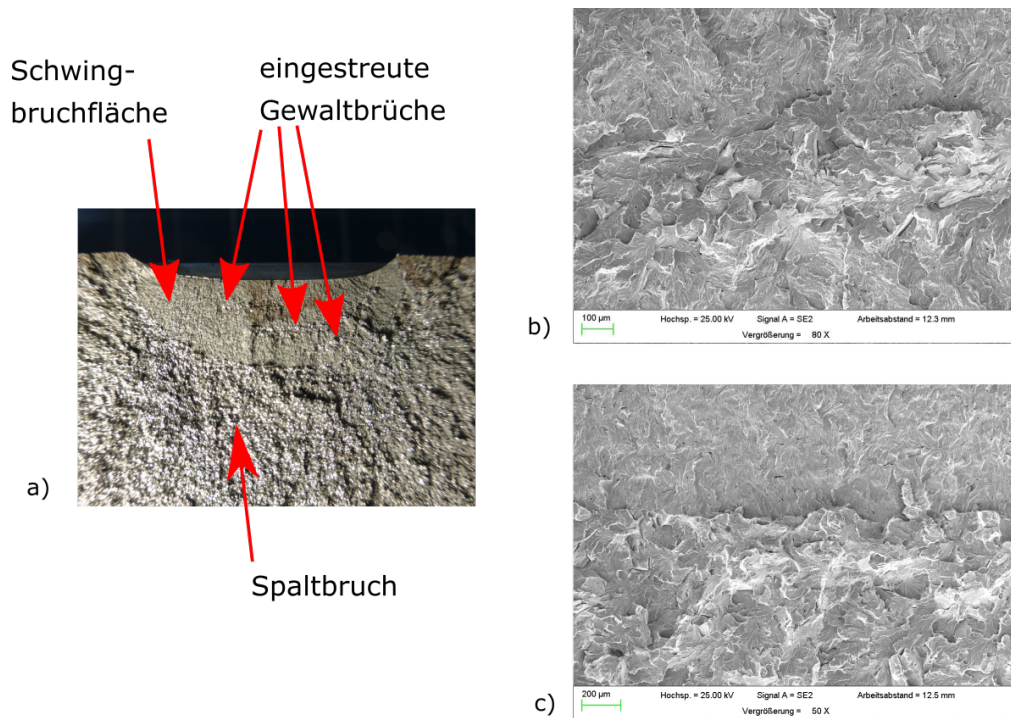 Schwing-
bruchfläche
eingestreute
Gewaltbrüche
a)
Spaltbruch
b)
100 µm
Hochsp. = 25.00 kV Signal A = SE2 Arbeitsabstand = 12.3 mm
Vergrößerung = 80 X
c)
200 µm
Hochsp. = 25.00 kV Signal A = SE2 Arbeitsabstand = 12.5 mm
Vergrößerung = 50 X